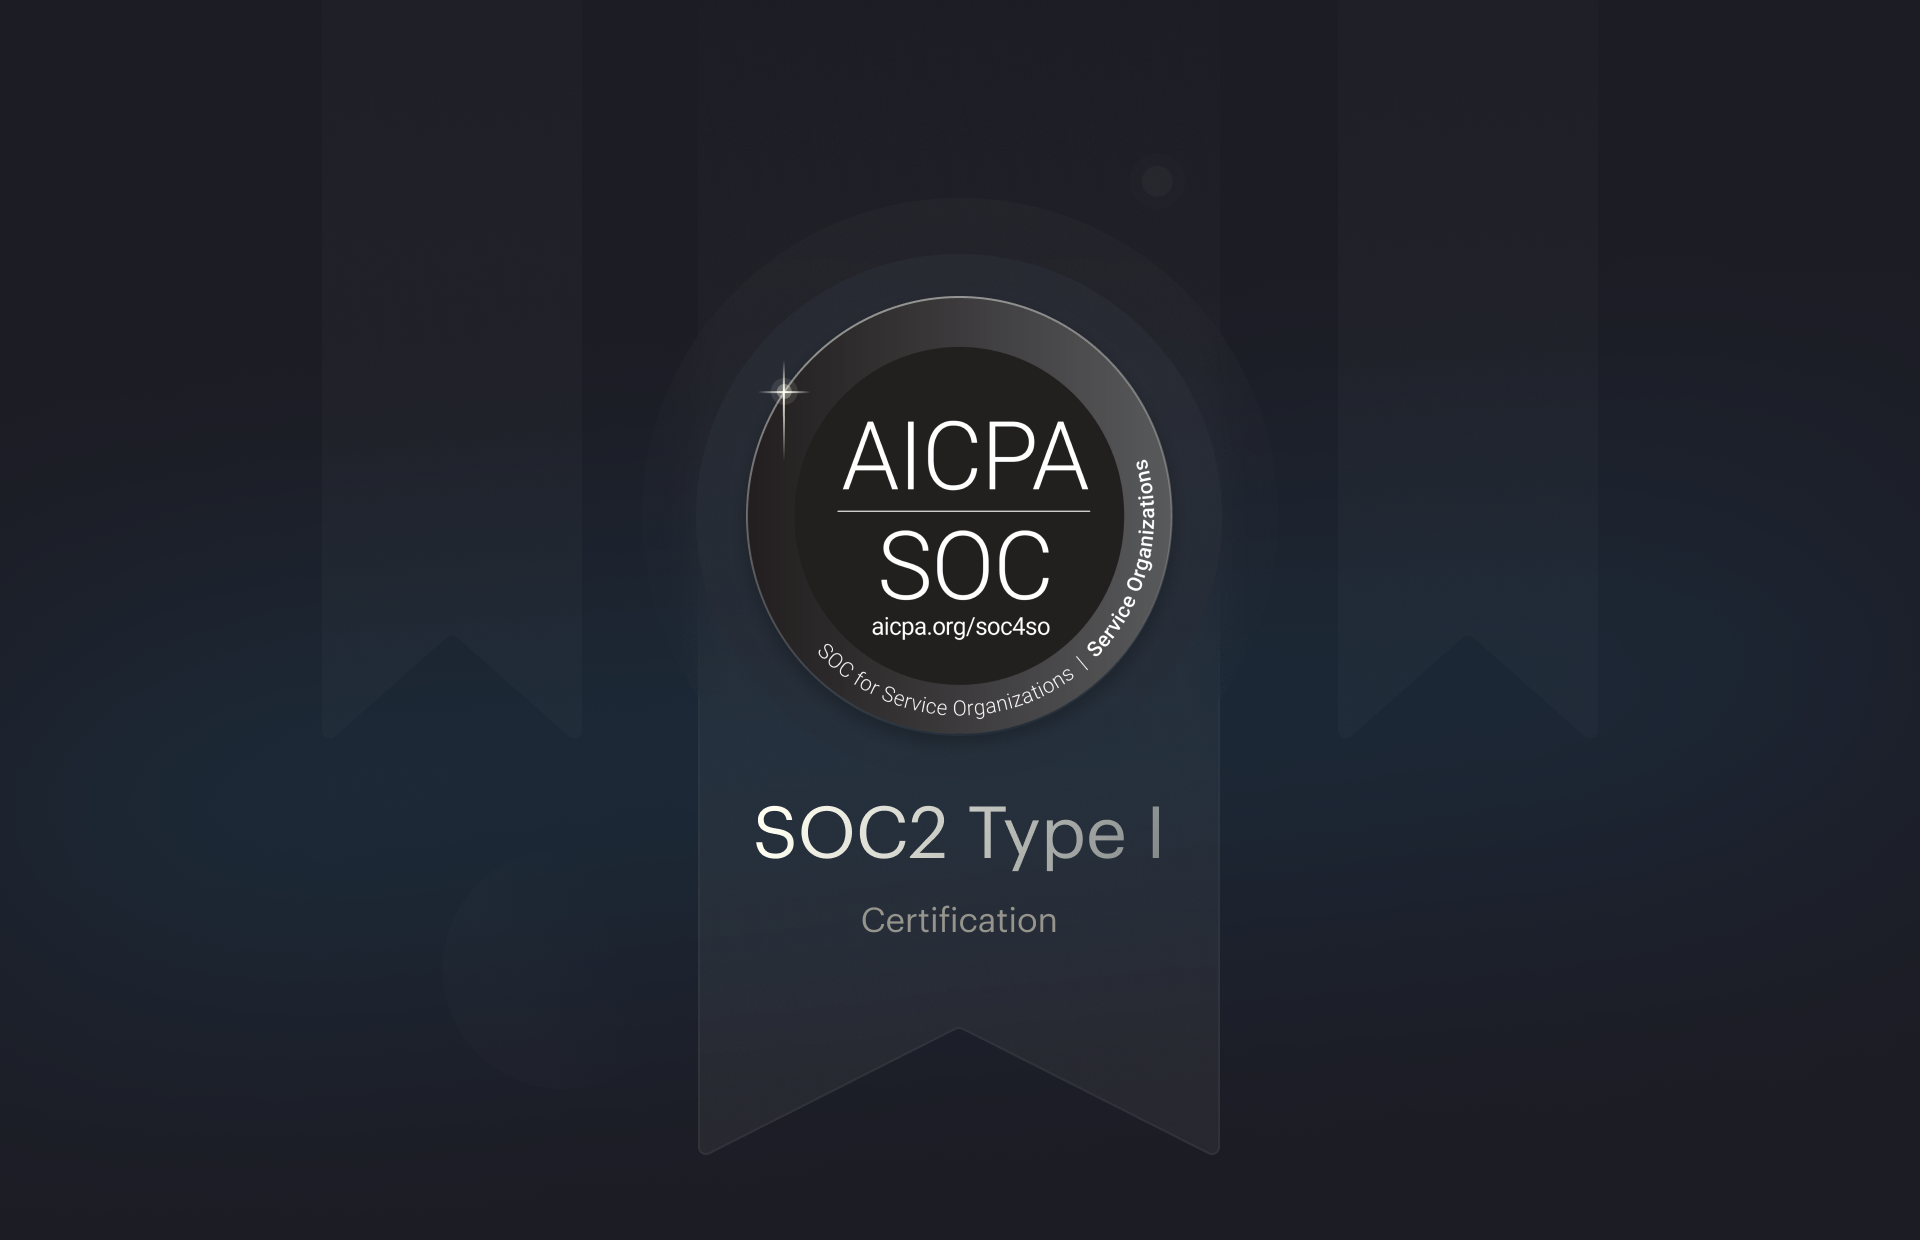 AICPA
SOC
aicpa.org/soc4so
SOC for Service Organizations | Service Organizations
SOC2 Type I
Certification